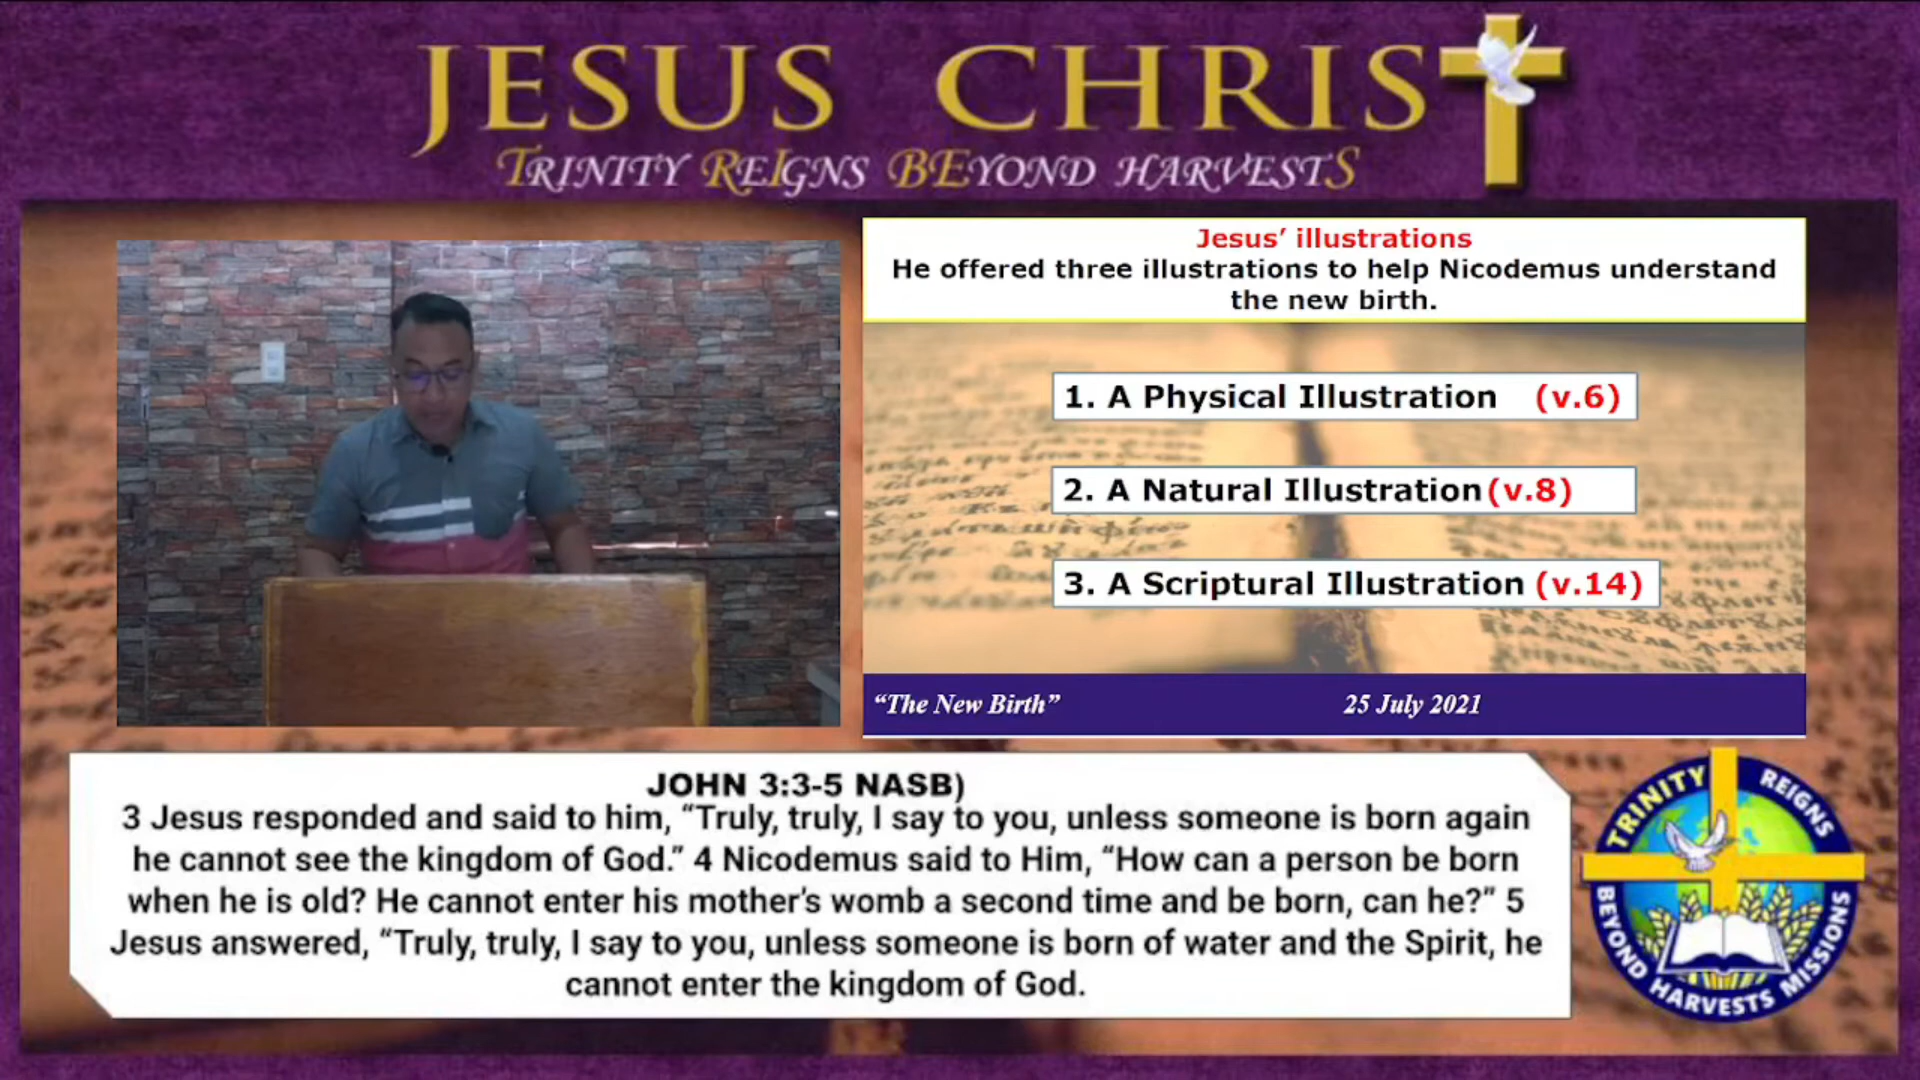 JESUS CHRIST
TRINITY REIGNS BEYOND HARVESTS
Jesus’ illustrations
He offered three illustrations to help Nicodemus understand
the new birth.
1. A Physical Illustration (v.6)
2. A Natural Illustration (v.8)
3. A Scriptural Illustration (v.14)
“The New Birth” 25 July 2021
JOHN 3:3-5 NASB)
3 Jesus responded and said to him, “Truly, truly, I say to you, unless someone is born again
he cannot see the kingdom of God.” 4 Nicodemus said to Him, “How can a person be born
when he is old? He cannot enter his mother’s womb a second time and be born, can he?” 5
Jesus answered, “Truly, truly, I say to you, unless someone is born of water and the Spirit, he
cannot enter the kingdom of God.
TRINITY REIGNS
BEYOND HARVESTS MISSIONS